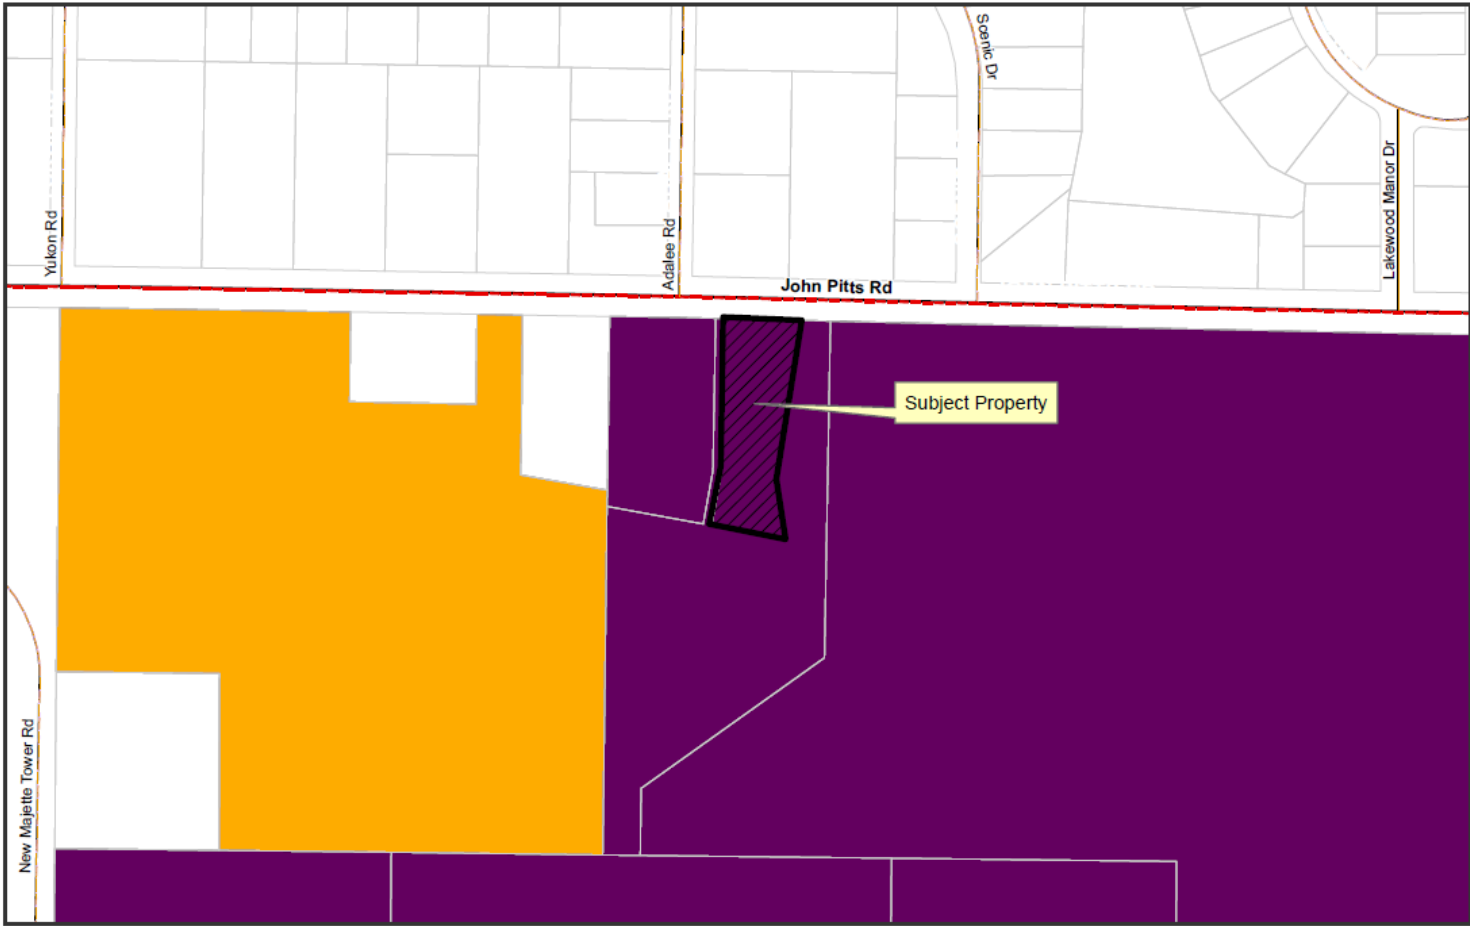 Scenic Dr
Yukon Rd
Adalee Rd
Lakewood Manor Dr
John Pitts Rd
Subject Property
New Majette Tower Rd